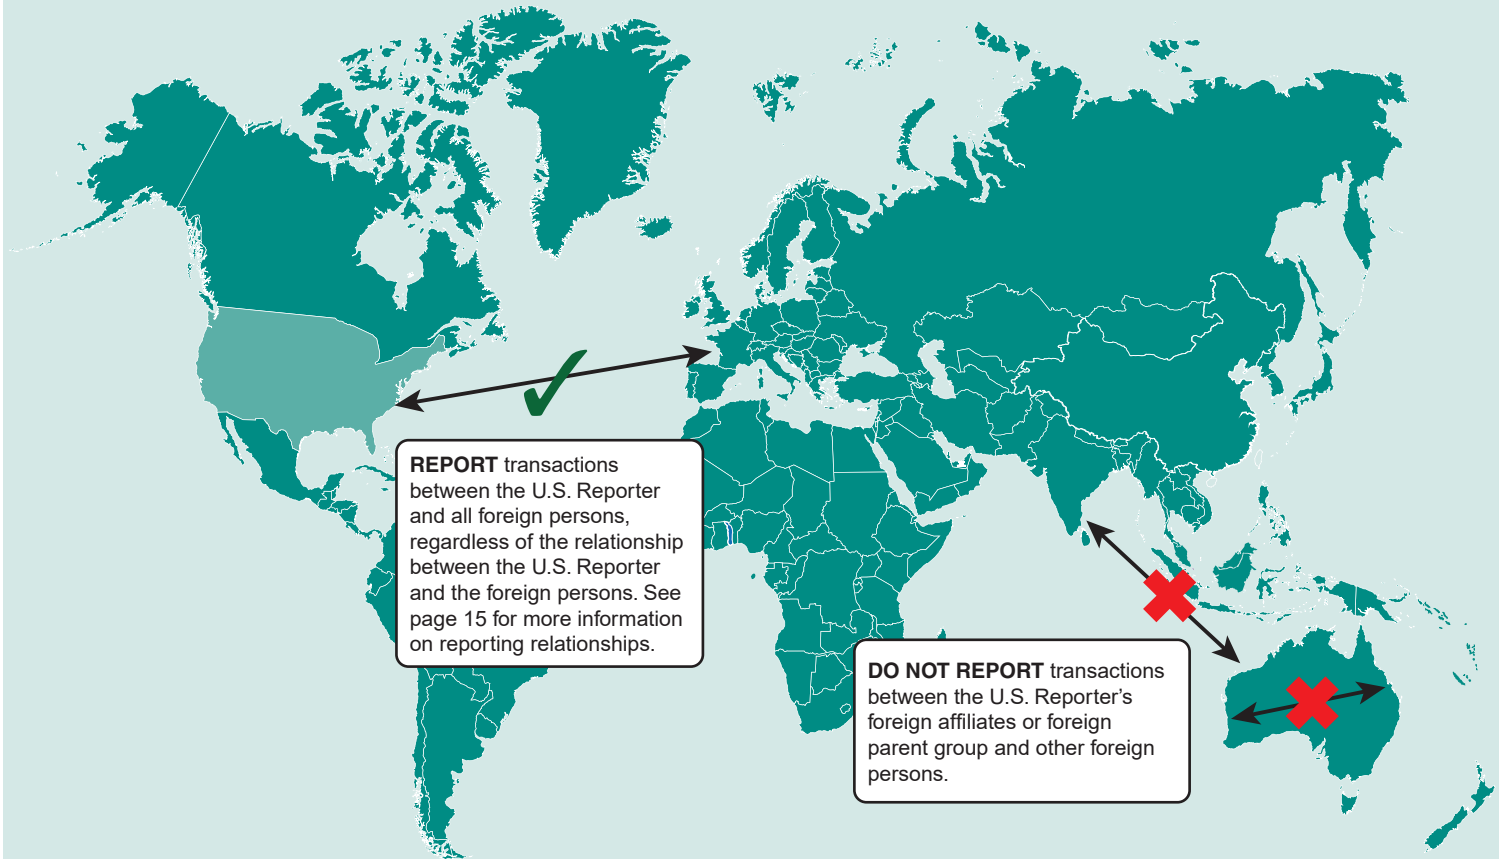 REPORT transactions
between the U.S. Reporter
and all foreign persons,
regardless of the relationship
between the U.S. Reporter
and the foreign persons. See
page 15 for more information
on reporting relationships.
DO NOT REPORT transactions
between the U.S. Reporter’s
foreign affiliates or foreign
parent group and other foreign
persons.